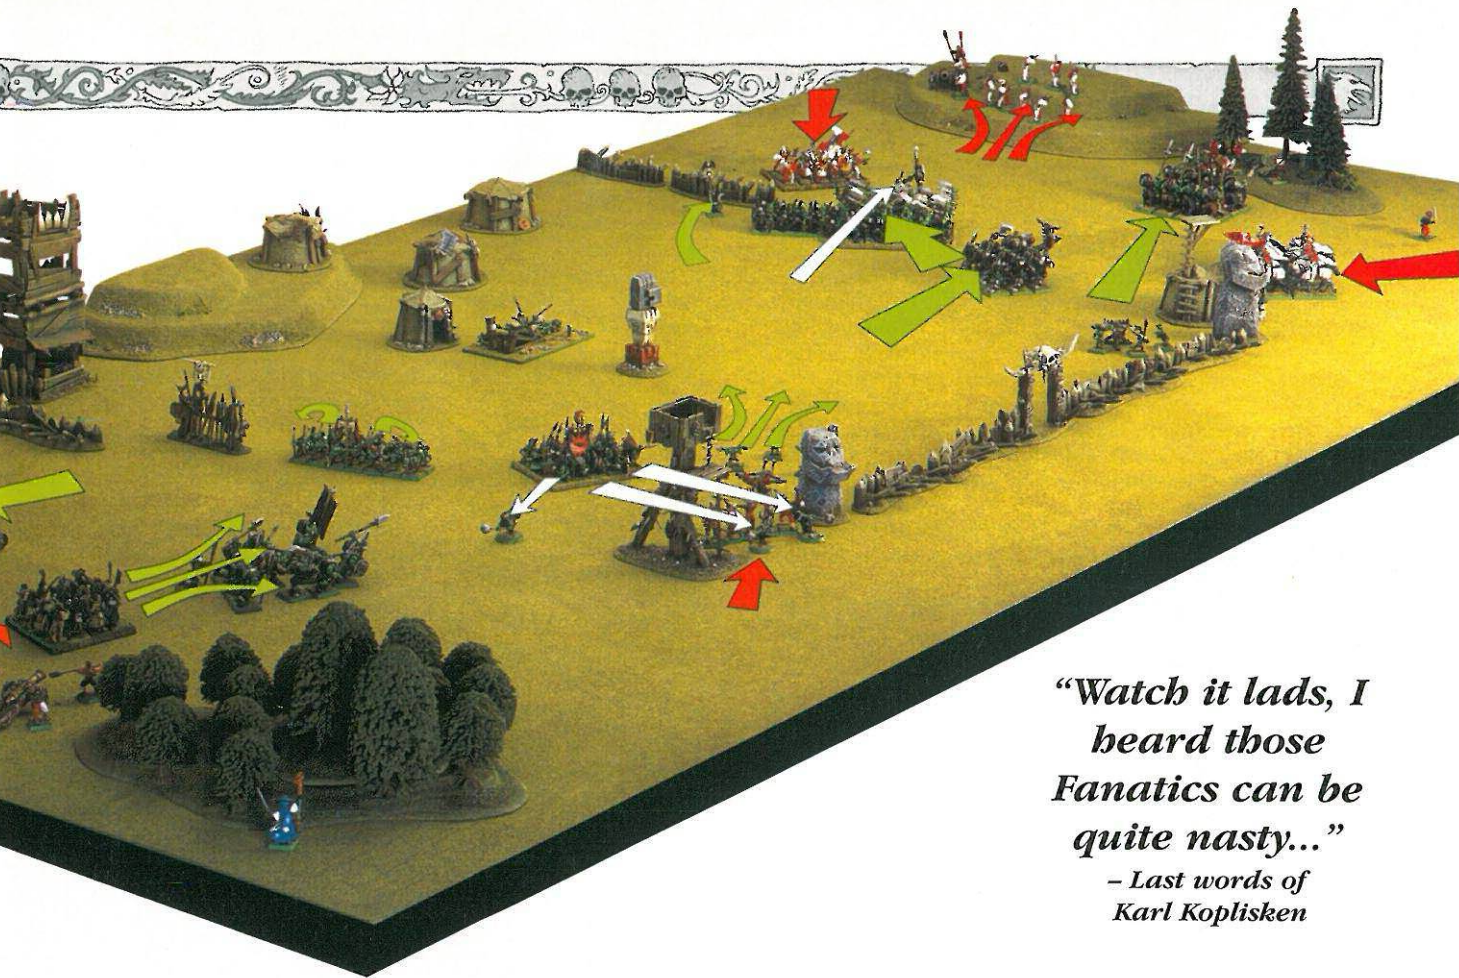 “Watch it lads, I
heard those
Fanatics can be
quite nasty...”
– Last words of
Karl Koplisken